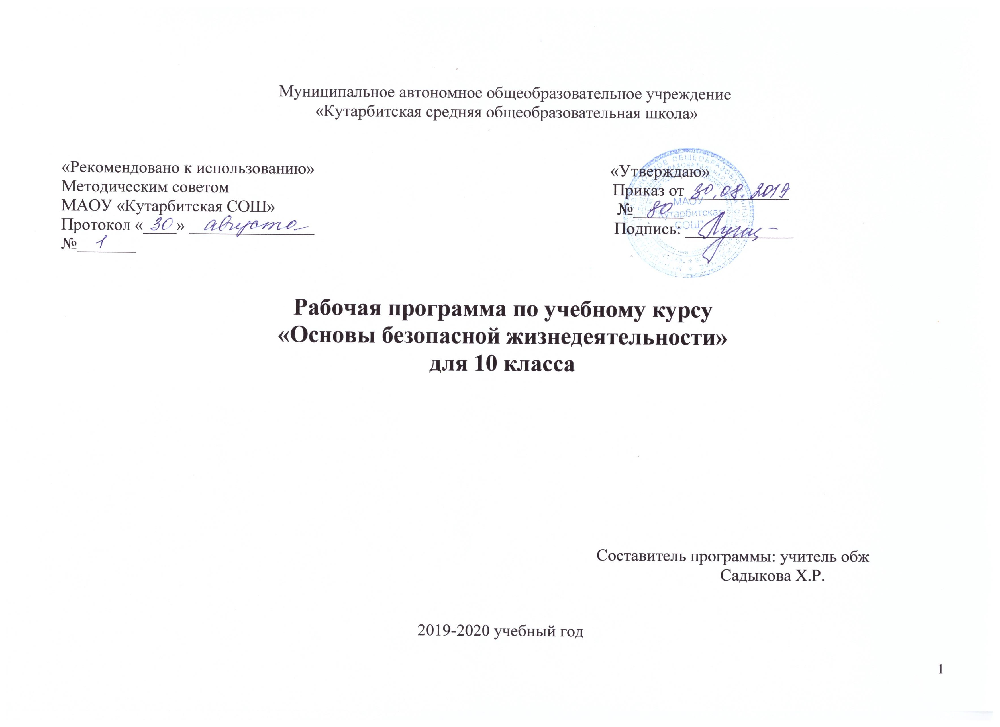 Муниципальное автономное общеобразовательное учреждение
«Кутарбитская средняя общеобразовательная школа»
«Рекомендовано к использованию»
Методическим советом
МАОУ «Кутарбитская СОШ»
Протокол «30» августа
№ 1
«Утверждаю»
Приказ от 30.08.2019
№ 80
Подпись:
МАОУ
"Кутарбитская
СОШ"
Рабочая программа по учебному курсу
«Основы безопасной жизнедеятельности»
для 10 класса
Составитель программы: учитель обж
Садыкова Х.Р.
2019-2020 учебный год
1